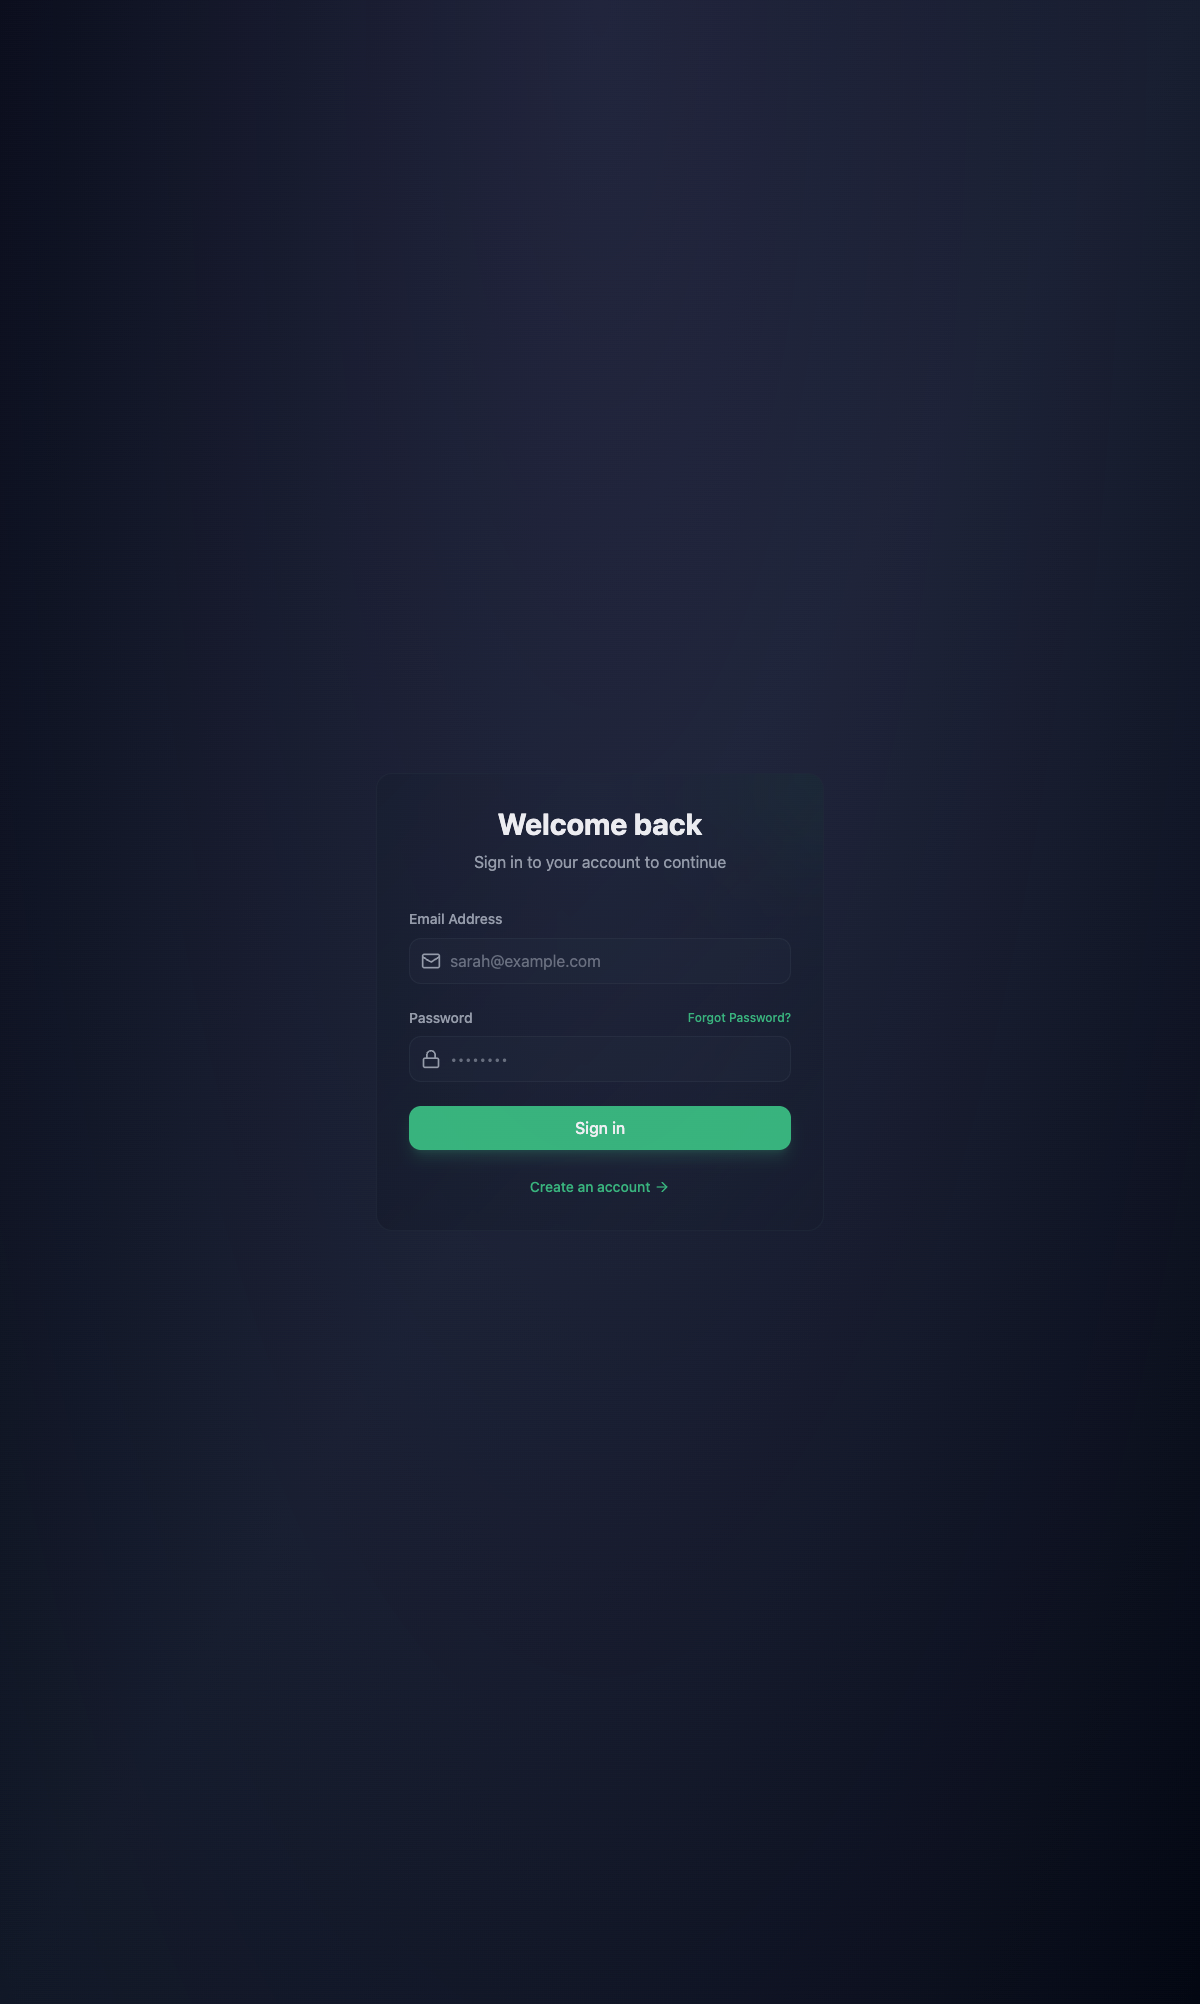 Welcome back
Sign in to your account to continue
Email Address
sarah@example.com
Password
Forgot Password?
••••••••
Sign in
Create an account →